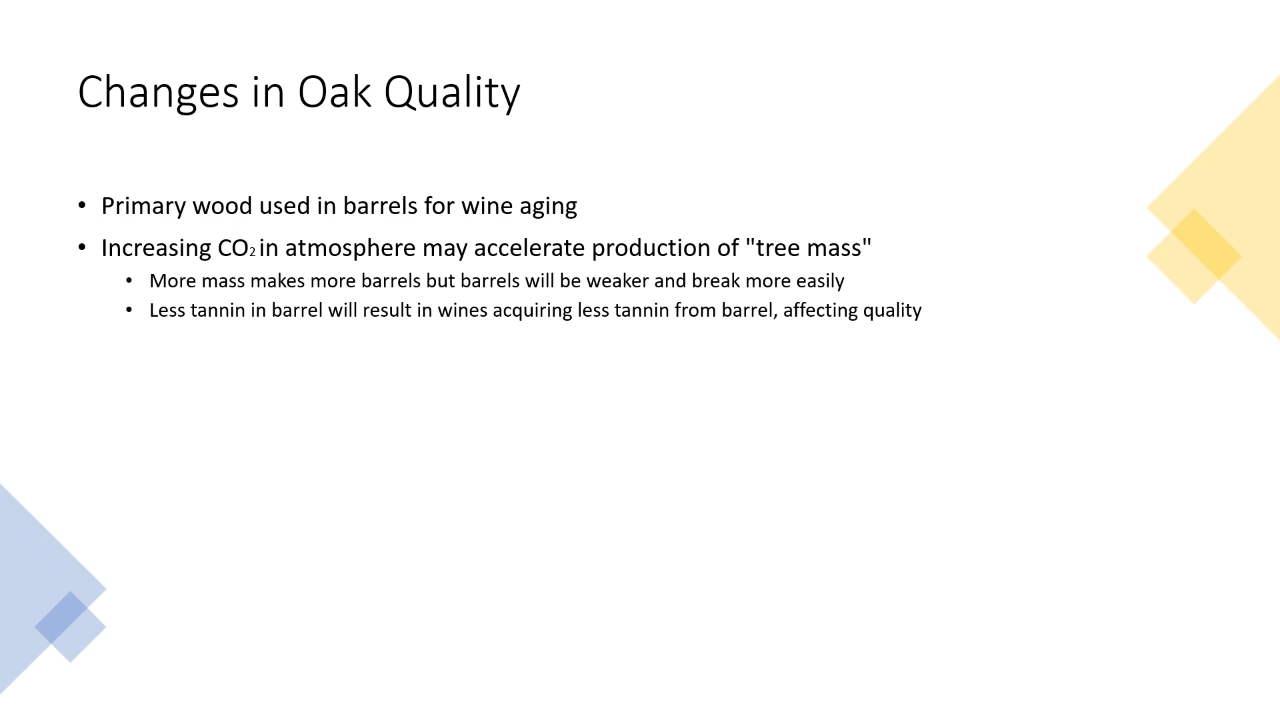 Changes in Oak Quality
• Primary wood used in barrels for wine aging
• Increasing CO₂ in atmosphere may accelerate production of "tree mass"
• More mass makes more barrels but barrels will be weaker and break more easily
• Less tannin in barrel will result in wines acquiring less tannin from barrel, affecting quality